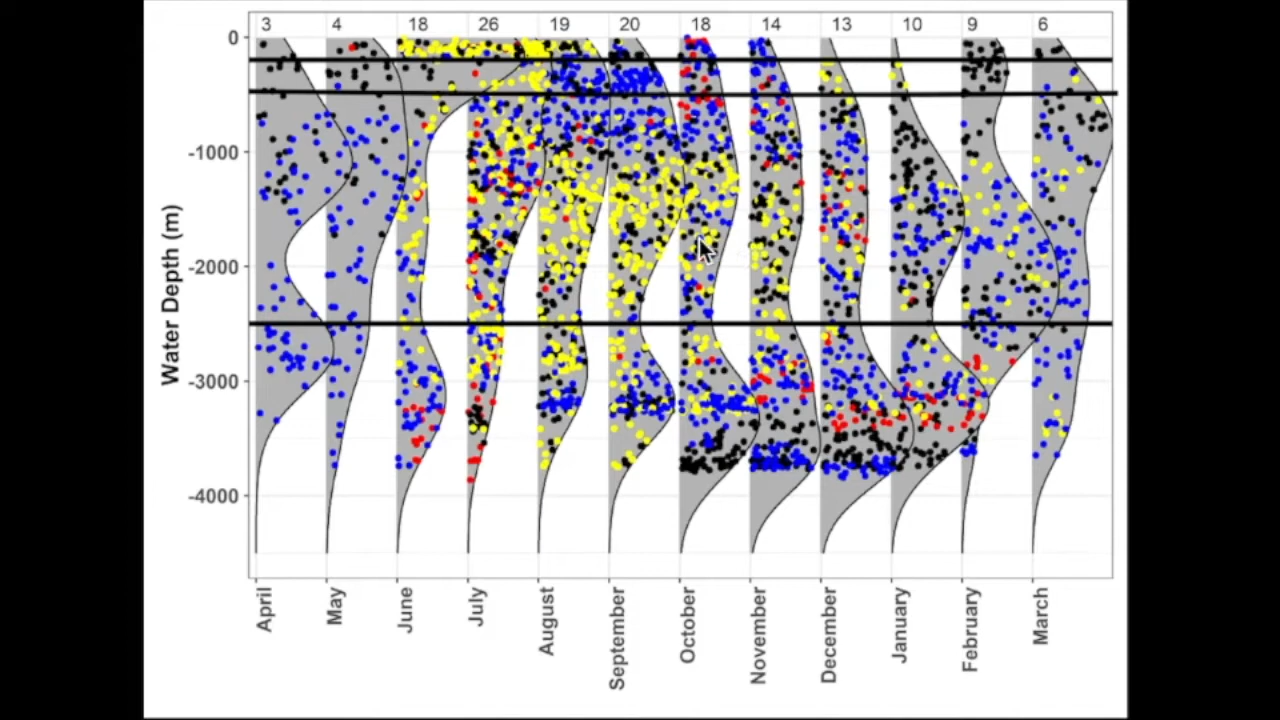 3 4 18 26 19 20 18 14 13 10 9 6
0
-1000
-2000
-3000
-4000
Water Depth (m)
April May June July August September October November December January February March